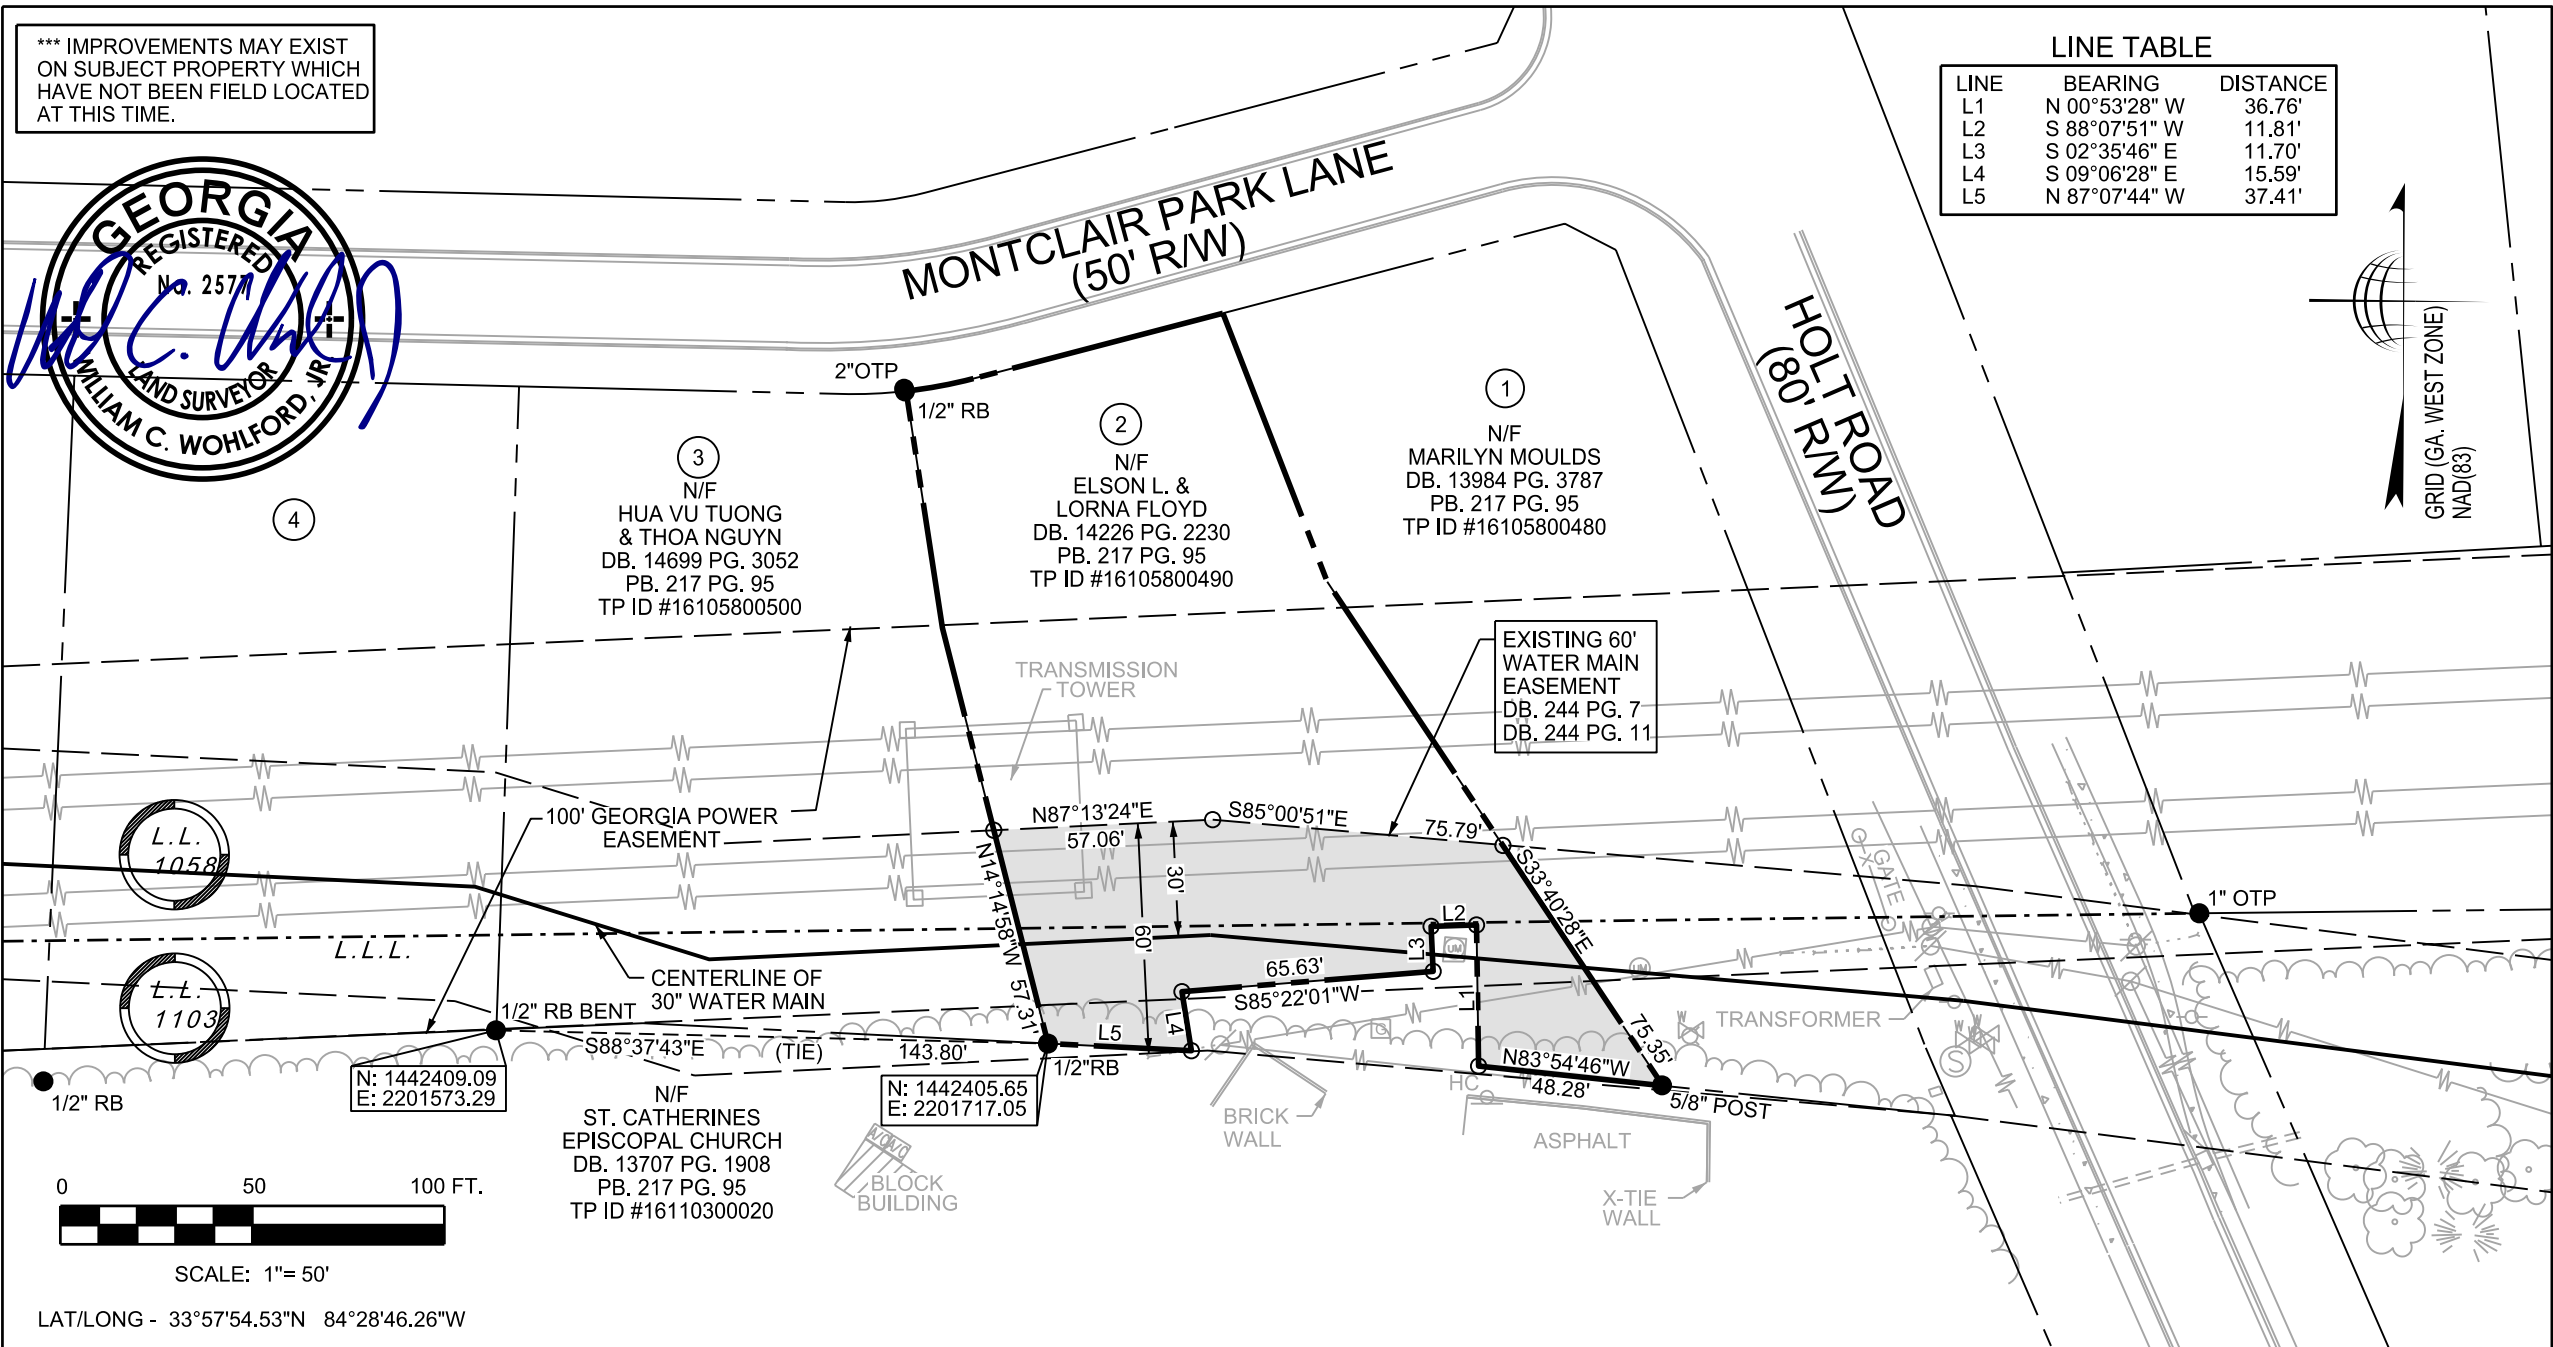 *** IMPROVEMENTS MAY EXIST
ON SUBJECT PROPERTY WHICH
HAVE NOT BEEN FIELD LOCATED
AT THIS TIME.
GEORGIA
REGISTERED
NO. 2577
LAND SURVEYOR
WILLIAM C. WOHLFORD, JR.
LINE TABLE
LINE BEARING DISTANCE
L1 N 00°53'28" W 36.76'
L2 S 88°07'51" W 11.81'
L3 S 02°35'46" E 11.70'
L4 S 09°06'28" E 15.59'
L5 N 87°07'44" W 37.41'
GRID (GA. WEST ZONE)
NAD(83)
MONTCLAIR PARK LANE
(50' R/W)
HOLT ROAD
(80' R/W)
2"OTP
1/2" RB
4
3
N/F
HUA VU TUONG
& THOA NGUYN
DB. 14699 PG. 3052
PB. 217 PG. 95
TP ID #16105800500
2
N/F
ELSON L. &
LORNA FLOYD
DB. 14226 PG. 2230
PB. 217 PG. 95
TP ID #16105800490
1
N/F
MARILYN MOULDS
DB. 13984 PG. 3787
PB. 217 PG. 95
TP ID #16105800480
TRANSMISSION
TOWER
EXISTING 60'
WATER MAIN
EASEMENT
DB. 244 PG. 7
DB. 244 PG. 11
100' GEORGIA POWER
EASEMENT
L.L.
1058
L.L.
1103
L.L.L.
CENTERLINE OF
30" WATER MAIN
N87°13'24"E
57.06'
S85°00'51"E
75.79'
N14°14'58"W 57.31'
30'
60'
S33°40'28"E
75.35'
L2
L3
L1
UM
UM
65.63'
S85°22'01"W
L4
L5
GATE
X
1" OTP
TRANSFORMER
W
W
W
S
1/2" RB BENT
S88°37'43"E (TIE) 143.80'
1/2"RB
N83°54'46"W
48.28'
HC
5/8" POST
1/2" RB
N: 1442409.09
E: 2201573.29
N: 1442405.65
E: 2201717.05
N/F
ST. CATHERINES
EPISCOPAL CHURCH
DB. 13707 PG. 1908
PB. 217 PG. 95
TP ID #16110300020
A/C
A/C
BLOCK
BUILDING
BRICK
WALL
ASPHALT
X-TIE
WALL
0 50 100 FT.
SCALE: 1"= 50'
LAT/LONG - 33°57'54.53"N 84°28'46.26"W